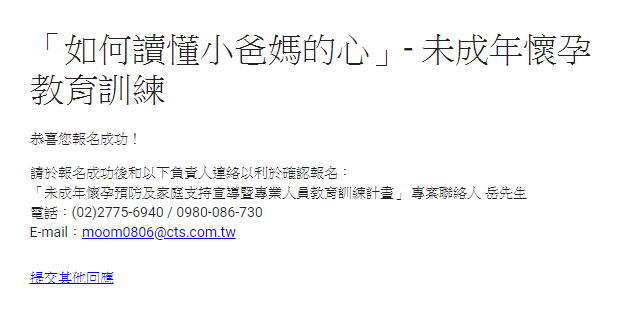 「如何讀懂小爸媽的心」- 未成年懷孕
教育訓練
恭喜您報名成功！
請於報名成功後和以下負責人連絡以利於確認報名：
「未成年懷孕預防及家庭支持宣導暨專業人員教育訓練計畫」 專案聯絡人 岳先生
電話：(02)2775-6940 / 0980-086-730
E-mail：moom0806@cts.com.tw
提交其他回應